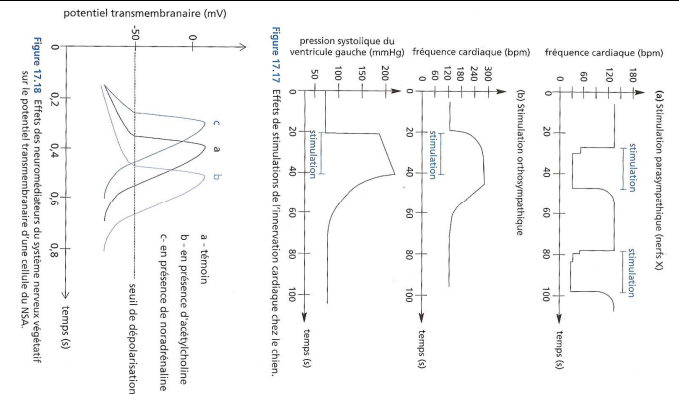 (a) Stimulation parasympathique (nerfs X)
fréquence cardiaque (bpm)
180
120
60
0
stimulation
stimulation
0
20
40
60
80
100
temps (s)
(b) Stimulation orthosympathique
fréquence cardiaque (bpm)
300
240
180
120
60
0
stimulation
0
20
40
60
80
100
temps (s)
pression systolique du
ventricule gauche (mmHg)
200
150
100
50
stimulation
0
20
40
60
80
100
temps (s)
Figure 17.17 Effets de stimulations de l'innervation cardiaque chez le chien.
potentiel transmembranaire (mV)
0
-50
c
a
b
a - témoin
b - en présence d'acétylcholine
c- en présence de noradrénaline
seuil de dépolarisation
0
0,2
0,4
0,6
0,8
temps (s)
Figure 17.18 Effets des neuromédiateurs du système nerveux végétatif
sur le potentiel transmembranaire d'une cellule du NSA.